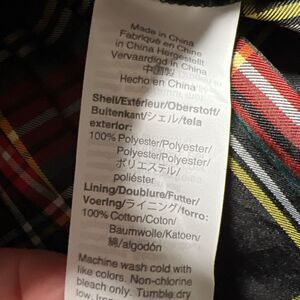 Made in China
Fabriqué en Chine
in China Hergestellt
Vervaardigd in China
中国製
Hecho en China
Shell/Extérieur/Oberstoff/
Buitenkant/シェル/tela
exterior:
100% Polyester/Polyester/
Polyester/Polyester/
ポリエステル/
poliéster
Lining/Doublure/Futter/
Voering/ライニング/forro:
100% Cotton/Coton/
Baumwolle/Katoen/
綿/algodón
Machine wash cold with
like colors. Non-chlorine
bleach only. Tumble dry
low. Iron